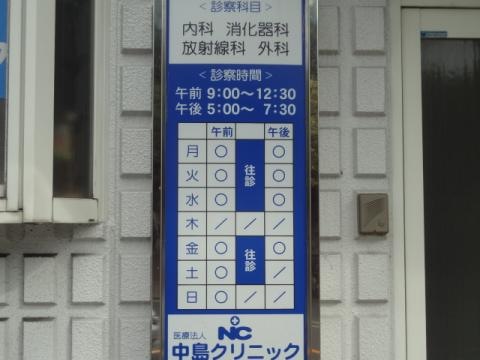 ＜診察科目＞
内科 消化器科
放射線科 外科
＜診察時間＞
午前 9:00～12:30
午後 5:00～ 7:30
午前 午後
月 ○ 往診 ○
火 ○ ○
水 ○ ○
木 ／ ／ ／
金 ○ 往診 ○
土 ○ ／
日 ○ ／ ／
NC
医療法人
中島クリニック